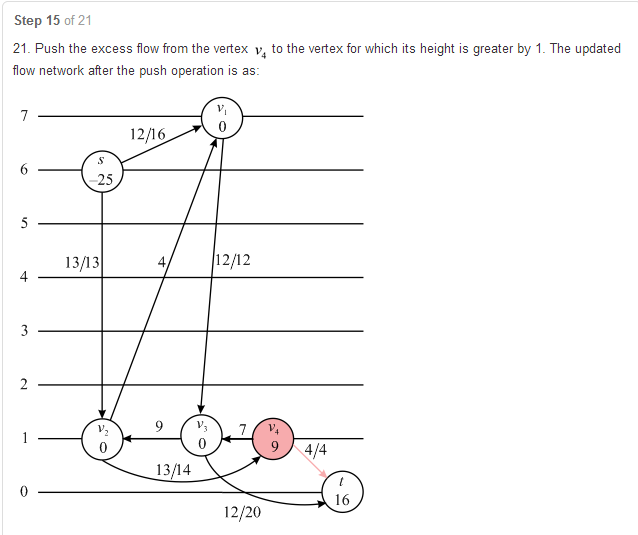 Step 15 of 21
21. Push the excess flow from the vertex v4 to the vertex for which its height is greater by 1. The updated
flow network after the push operation is as:
7
v1
0
12/16
6
s
–25
5
13/13
4
12/12
4
3
2
1
v2
0
9
v3
0
7
v4
9
4/4
13/14
0
t
16
12/20